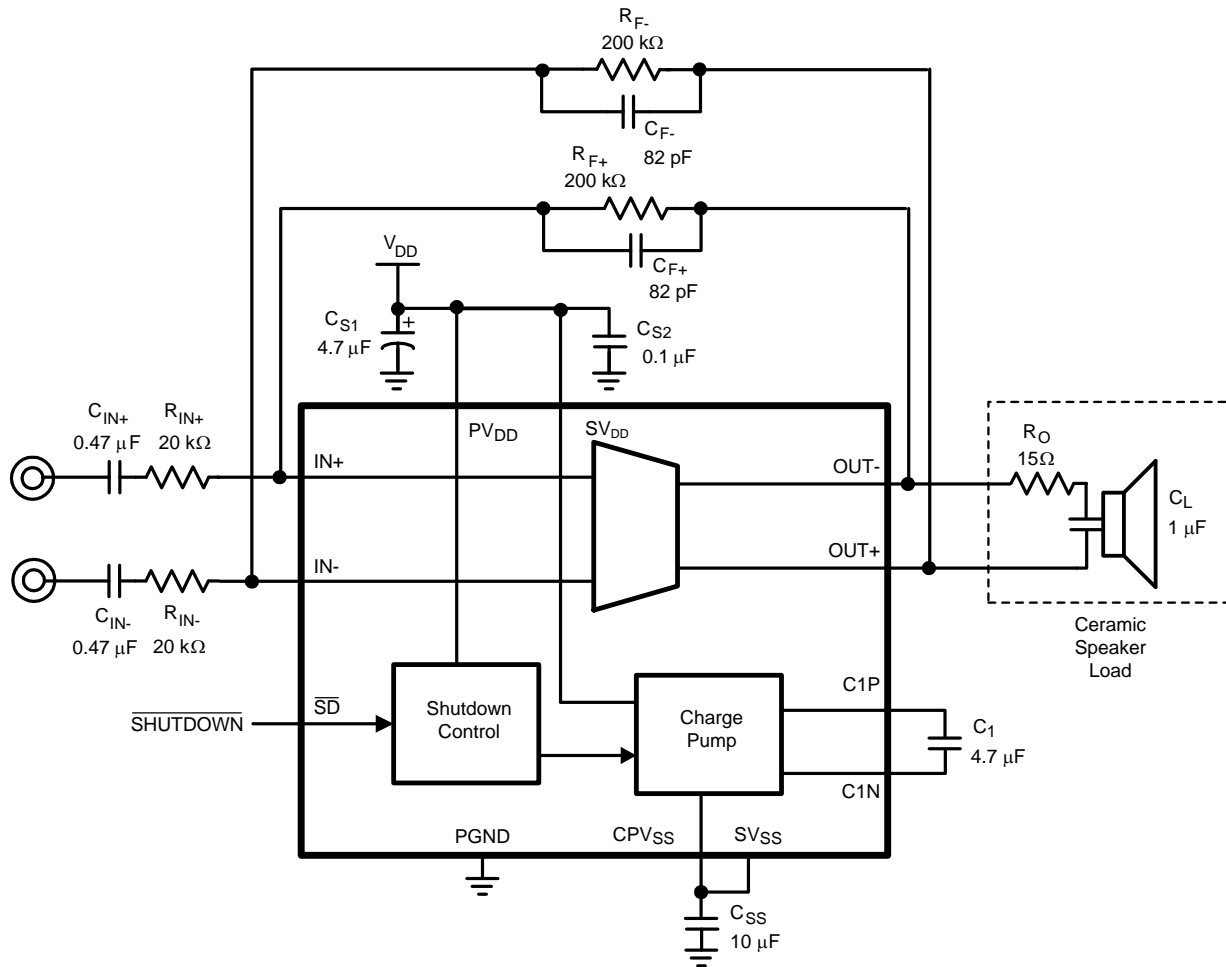 RF-
200 kΩ
CF-
82 pF
RF+
200 kΩ
CF+
82 pF
VDD
+
CS1
4.7 µF
CS2
0.1 µF
CIN+
0.47 µF
RIN+
20 kΩ
PVDD
SVDD
IN+
OUT-
RO
15Ω
CL
1 µF
OUT+
IN-
CIN-
0.47 µF
RIN-
20 kΩ
Ceramic
Speaker
Load
SHUTDOWN
SD
Shutdown
Control
Charge
Pump
C1P
C1
4.7 µF
C1N
PGND
CPVSS
SVSS
CSS
10 µF